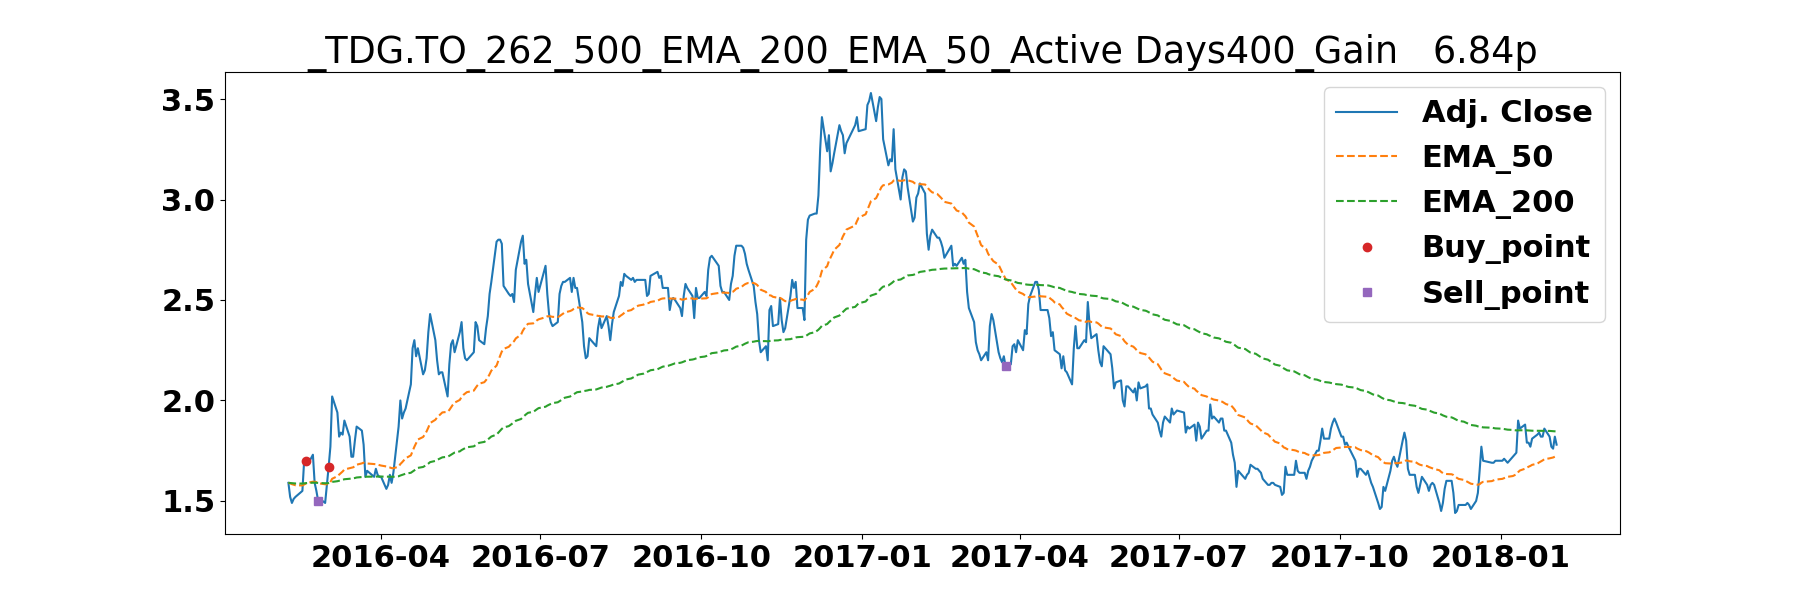 _TDG.TO_262_500_EMA_200_EMA_50_Active Days400_Gain   6.84p
3.5
3.0
2.5
2.0
1.5
Adj. Close
EMA_50
EMA_200
Buy_point
Sell_point
2016-04 2016-07 2016-10 2017-01 2017-04 2017-07 2017-10 2018-01